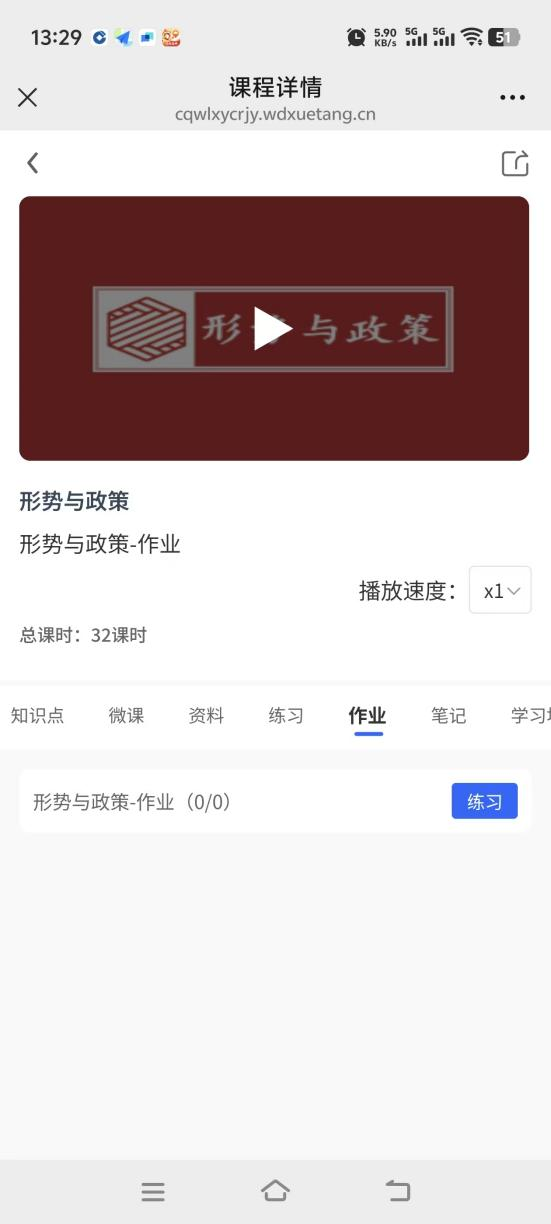 13:29
5.90 KB/s 5G 5G 51
课程详情
cqwlxycrjy.wdxuetang.cn
形势与政策
形势与政策
形势与政策-作业
播放速度： x1
总课时：32课时
知识点 微课 资料 练习 作业 笔记 学习
形势与政策-作业（0/0） 练习